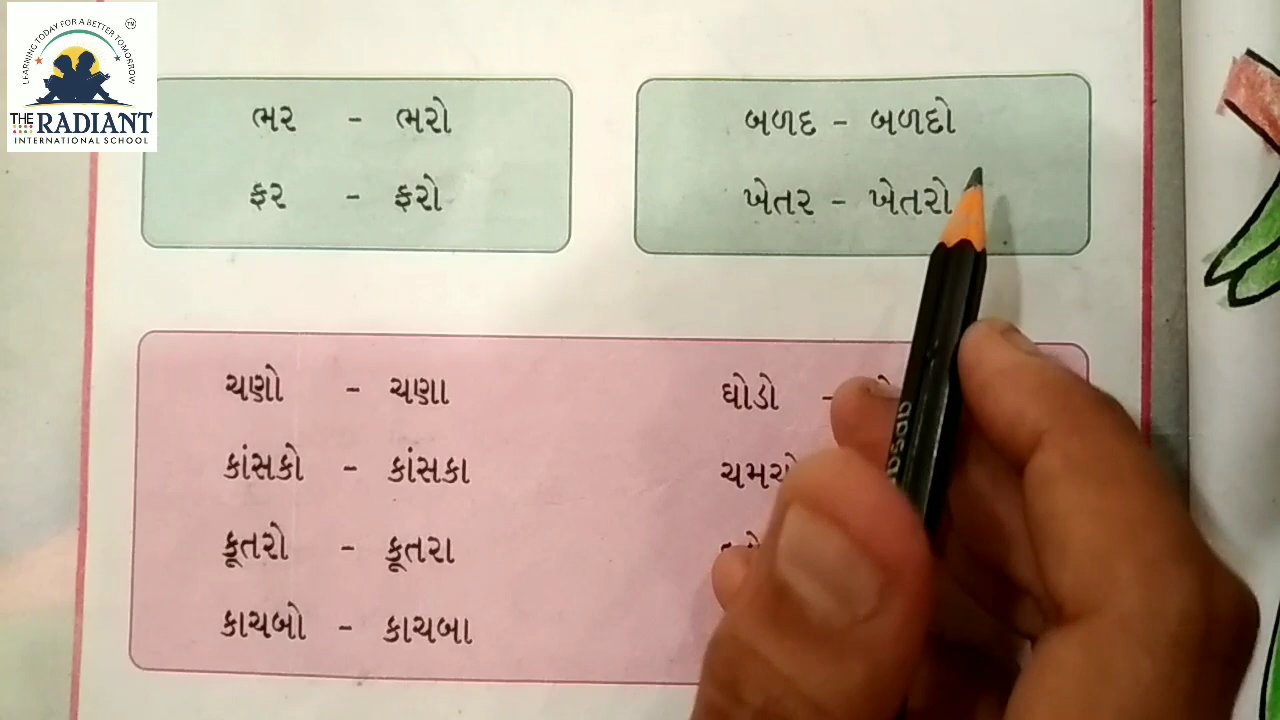 LEARNING TODAY FOR A BETTER TOMORROW
TM
THE RADIANT
INTERNATIONAL SCHOOL
ભર - ભરો
ફર - ફરો
બળદ - બળદો
ખેતર - ખેતરો
ચણો - ચણા
કાંસકો - કાંસકા
કૂતરો - કૂતરા
કાચબો - કાચબા
ઘોડો -